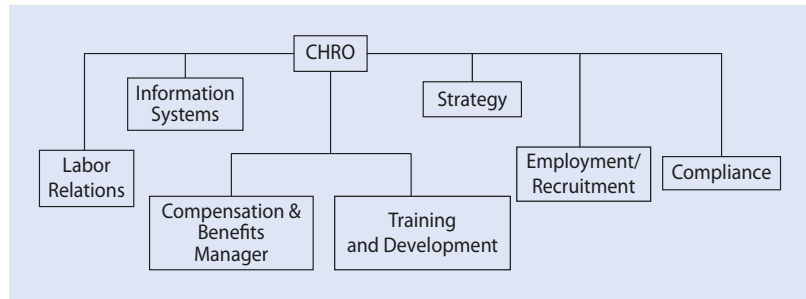 CHRO
Information
Systems
Strategy
Labor
Relations
Employment/
Recruitment
Compliance
Compensation &
Benefits
Manager
Training
and Development